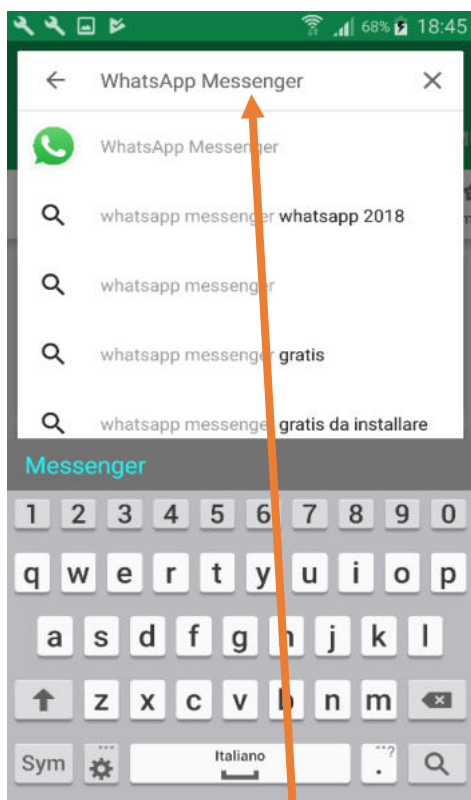 68% 18:45
WhatsApp Messenger
WhatsApp Messenger
whatsapp messenger whatsapp 2018
whatsapp messenger
whatsapp messenger gratis
whatsapp messenger gratis da installare
Messenger
1 2 3 4 5 6 7 8 9 0
q w e r t y u i o p
a s d f g h j k l
z x c v b n m
Sym Italiano . ?